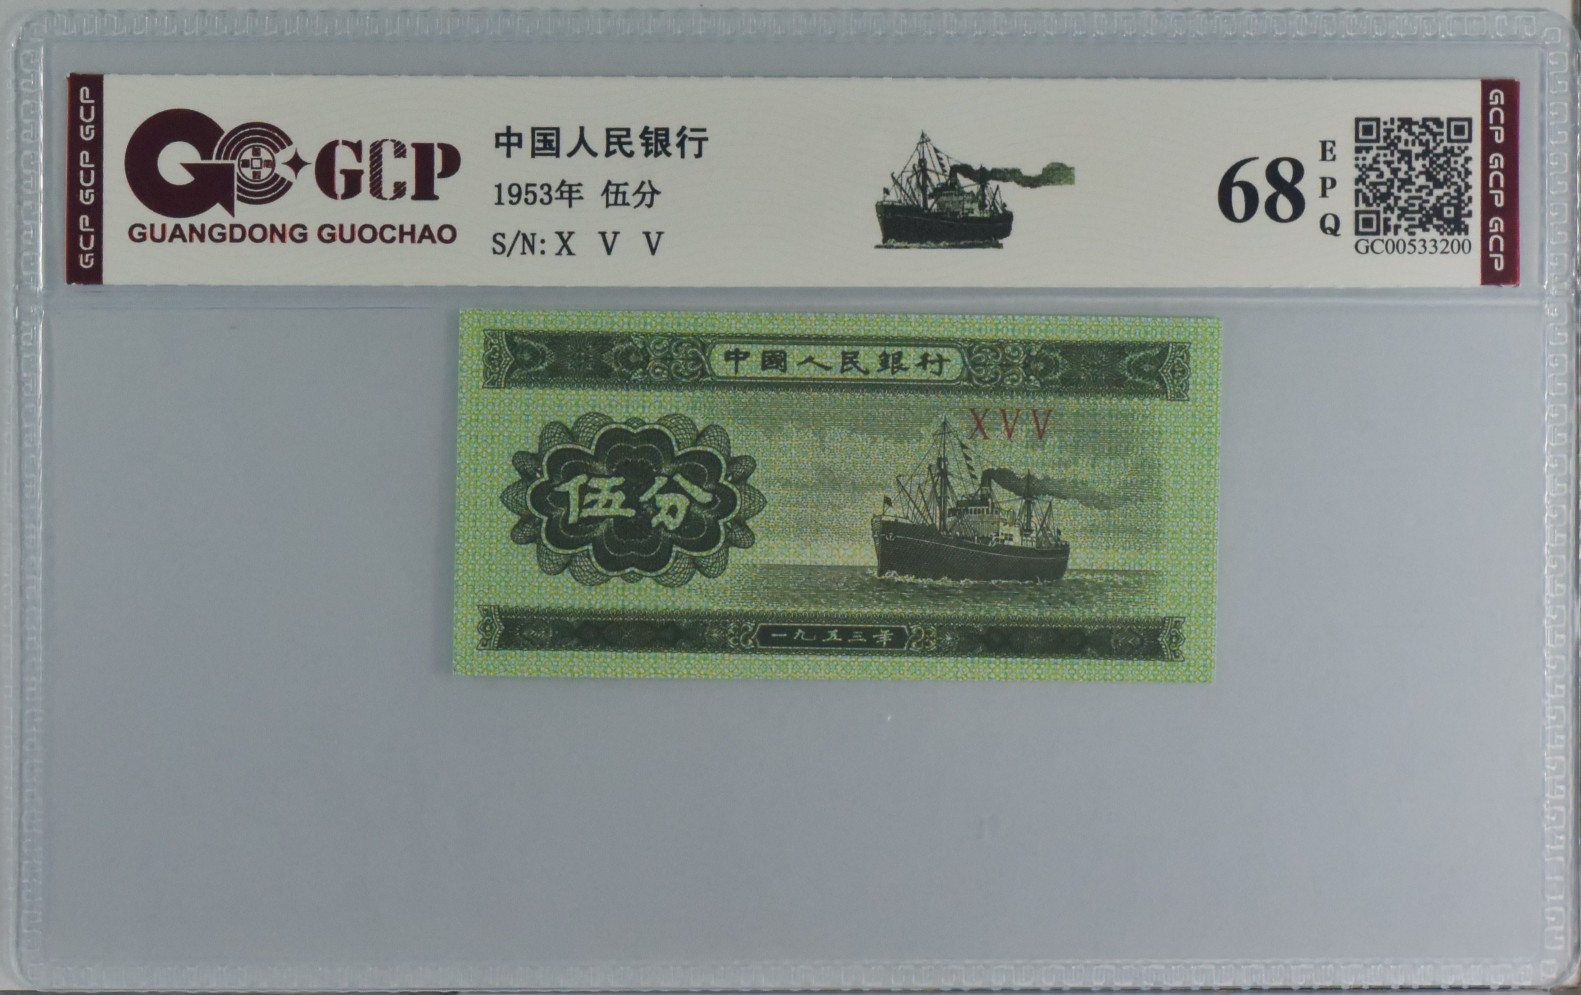 GCP GCP GCP
GCP
GUANGDONG GUOCHAO
中国人民银行
1953年 伍分
S/N: X V V
68
E
P
Q
GC00533200
GCP GCP GCP
中國人民銀行
XVV
伍分
一九五三年